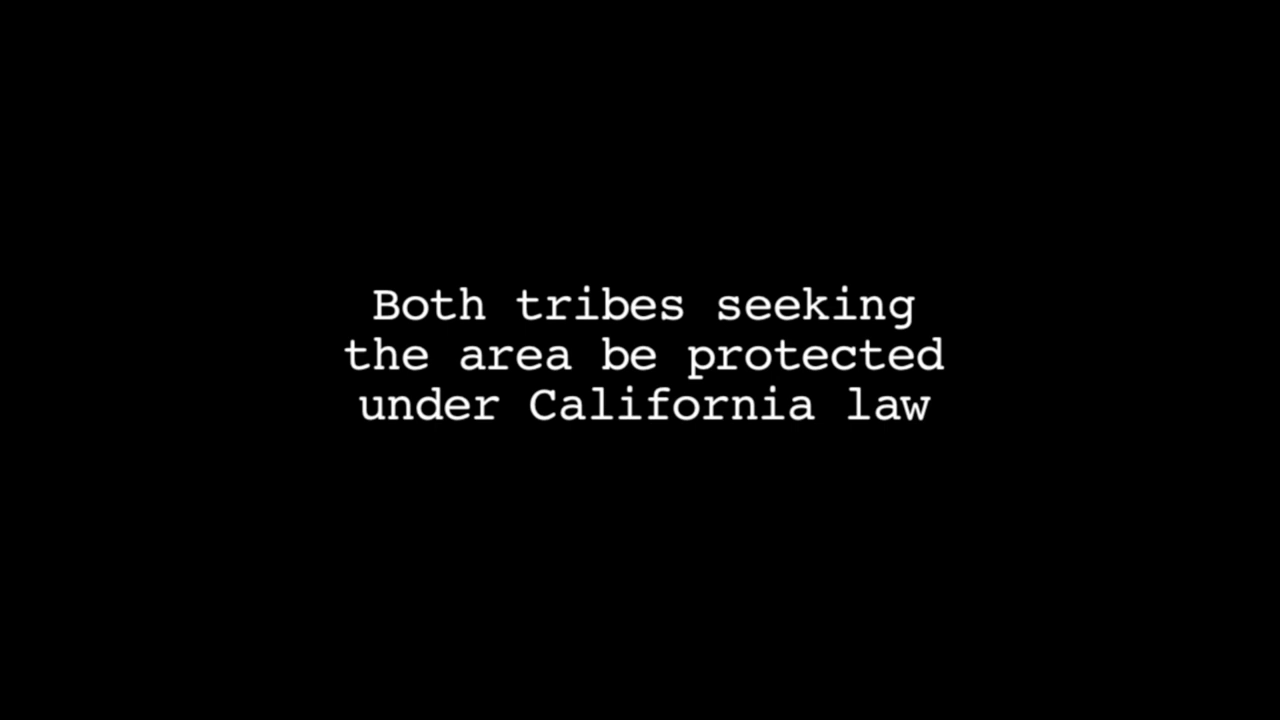 Both tribes seeking
the area be protected
under California law